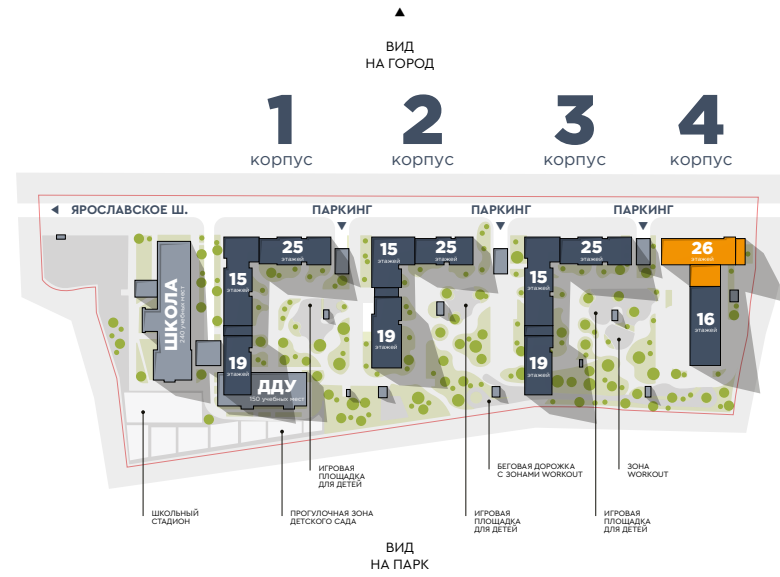 ВИД
НА ГОРОД
1
корпус
2
корпус
3
корпус
4
корпус
ЯРОСЛАВСКОЕ Ш.
ПАРКИНГ
ПАРКИНГ
ПАРКИНГ
25
этажей
15
этажей
19
этажей
15
этажей
25
этажей
19
этажей
25
этажей
15
этажей
19
этажей
26
этажей
16
этажей
ШКОЛА
240 учебных мест
ДДУ
150 учебных мест
ИГРОВАЯ
ПЛОЩАДКА
ДЛЯ ДЕТЕЙ
БЕГОВАЯ ДОРОЖКА
С ЗОНАМИ WORKOUT
ЗОНА
WORKOUT
ШКОЛЬНЫЙ
СТАДИОН
ПРОГУЛОЧНАЯ ЗОНА
ДЕТСКОГО САДА
ИГРОВАЯ
ПЛОЩАДКА
ДЛЯ ДЕТЕЙ
ИГРОВАЯ
ПЛОЩАДКА
ДЛЯ ДЕТЕЙ
ВИД
НА ПАРК